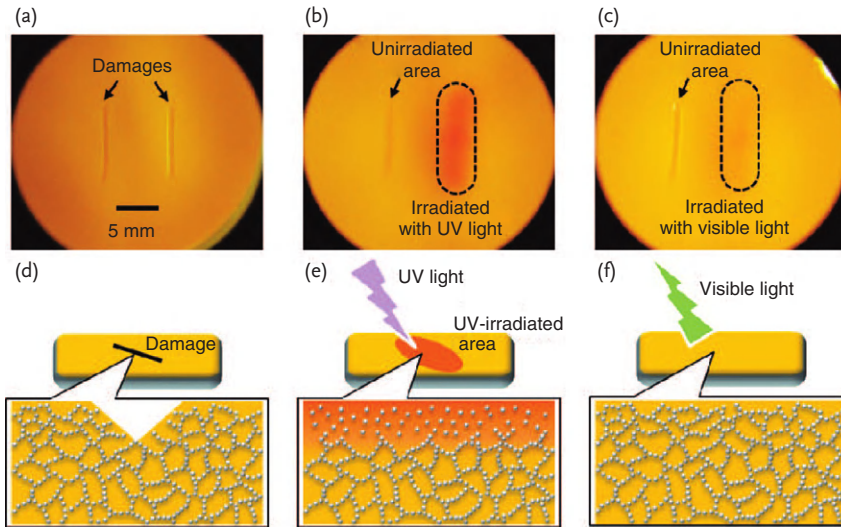 (a)
Damages
5 mm
(b)
Unirradiated
area
Irradiated
with UV light
(c)
Unirradiated
area
Irradiated
with visible light
(d)
Damage
(e)
UV light
UV-irradiated
area
(f)
Visible light